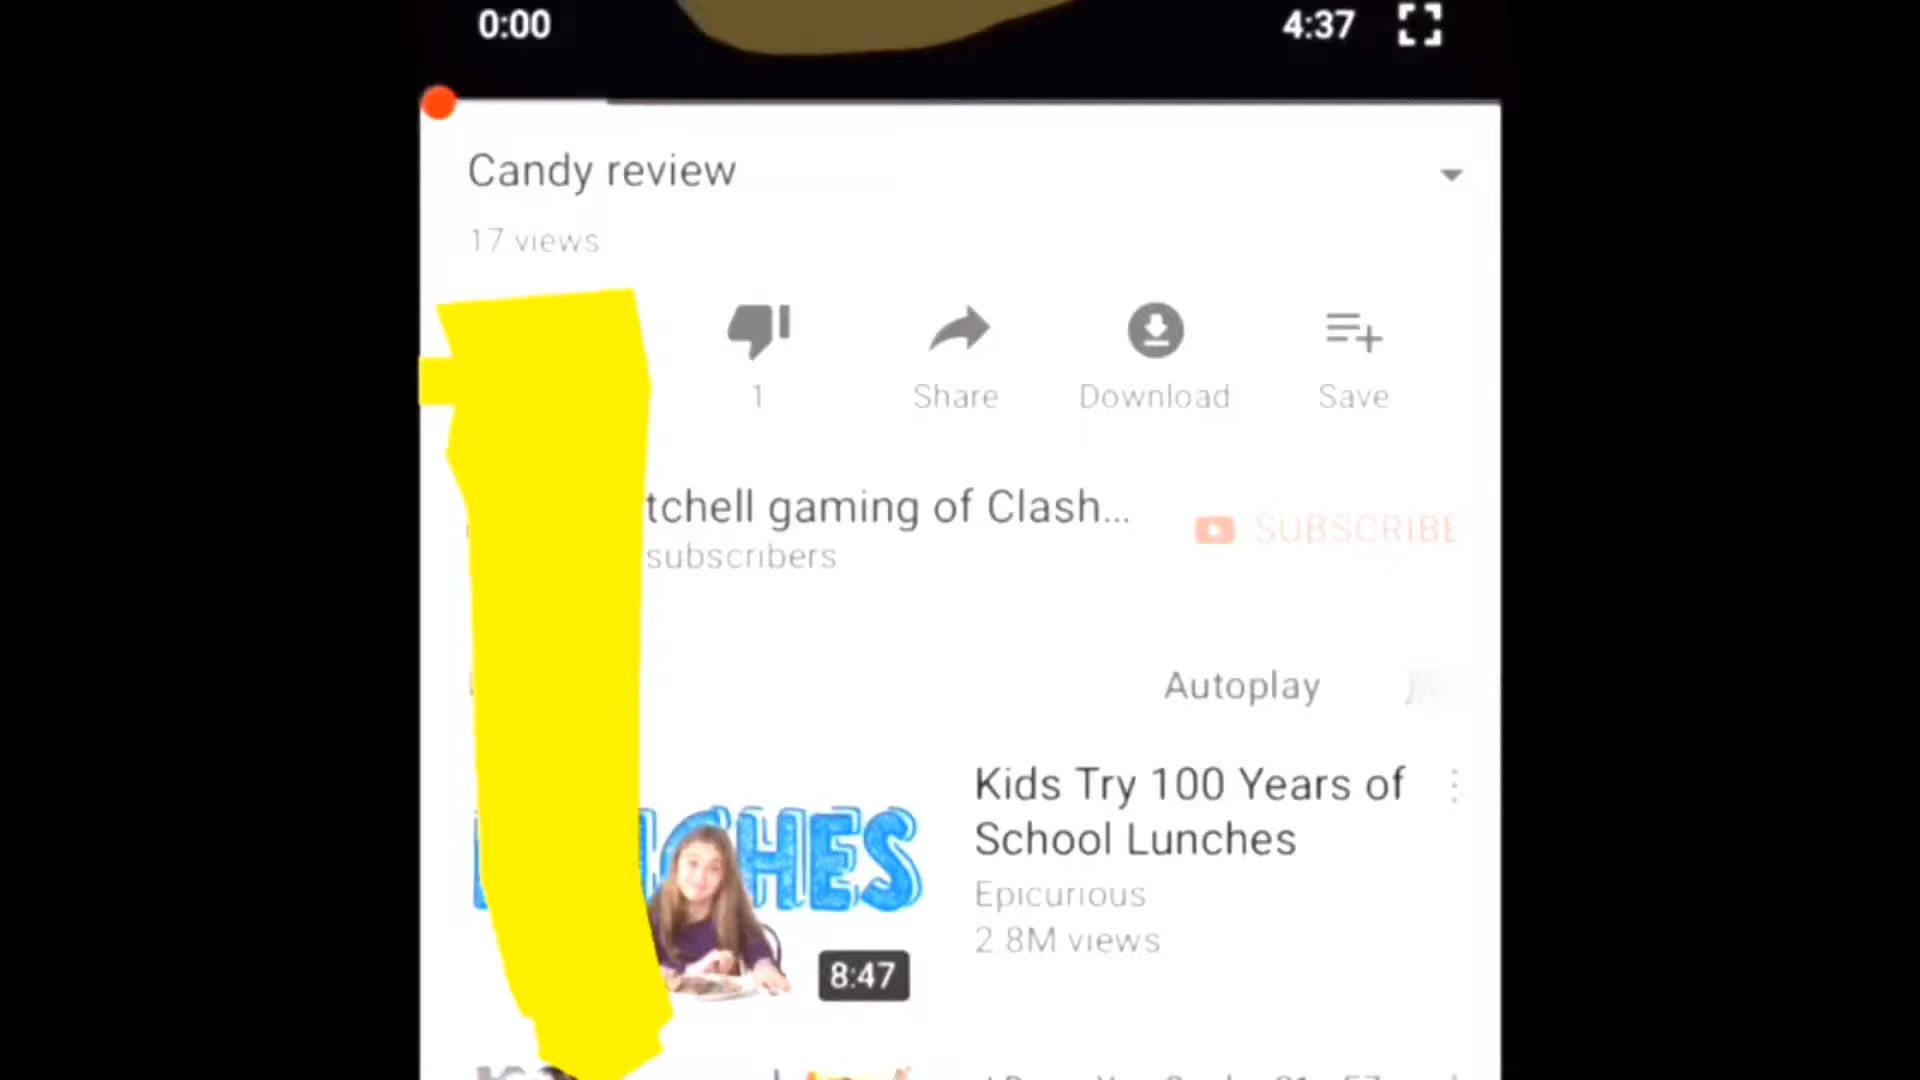 0:00
4:37
Candy review
17 views
1
Share
Download
Save
tchell gaming of Clash...
subscribers
SUBSCRIBE
Autoplay
Kids Try 100 Years of
School Lunches
Epicurious
2.8M views
8:47